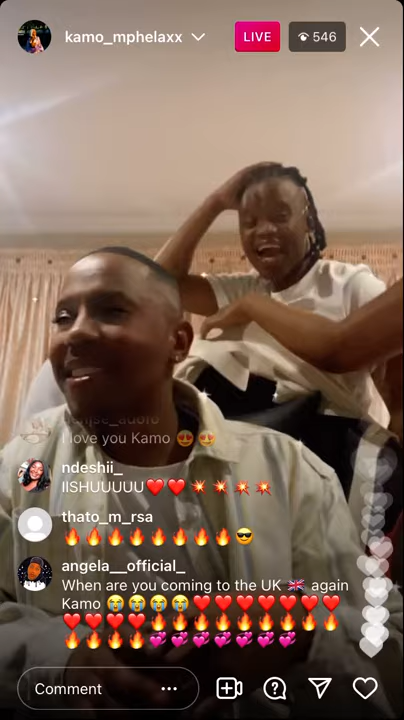 kamo_mphelaxx
LIVE
546
I love you Kamo 😍😍
ndeshii_
IISHUUUUU❤️❤️💥💥💥💥
thato_m_rsa
🔥🔥🔥🔥🔥🔥🔥🔥😎
angela__official_
When are you coming to the UK 🇬🇧 again
Kamo 😭😭😭😭❤️❤️❤️❤️❤️❤️❤️
❤️❤️❤️❤️🔥🔥🔥🔥🔥🔥🔥
🔥🔥🔥🔥💞💞💞💞💞💞💞
Comment